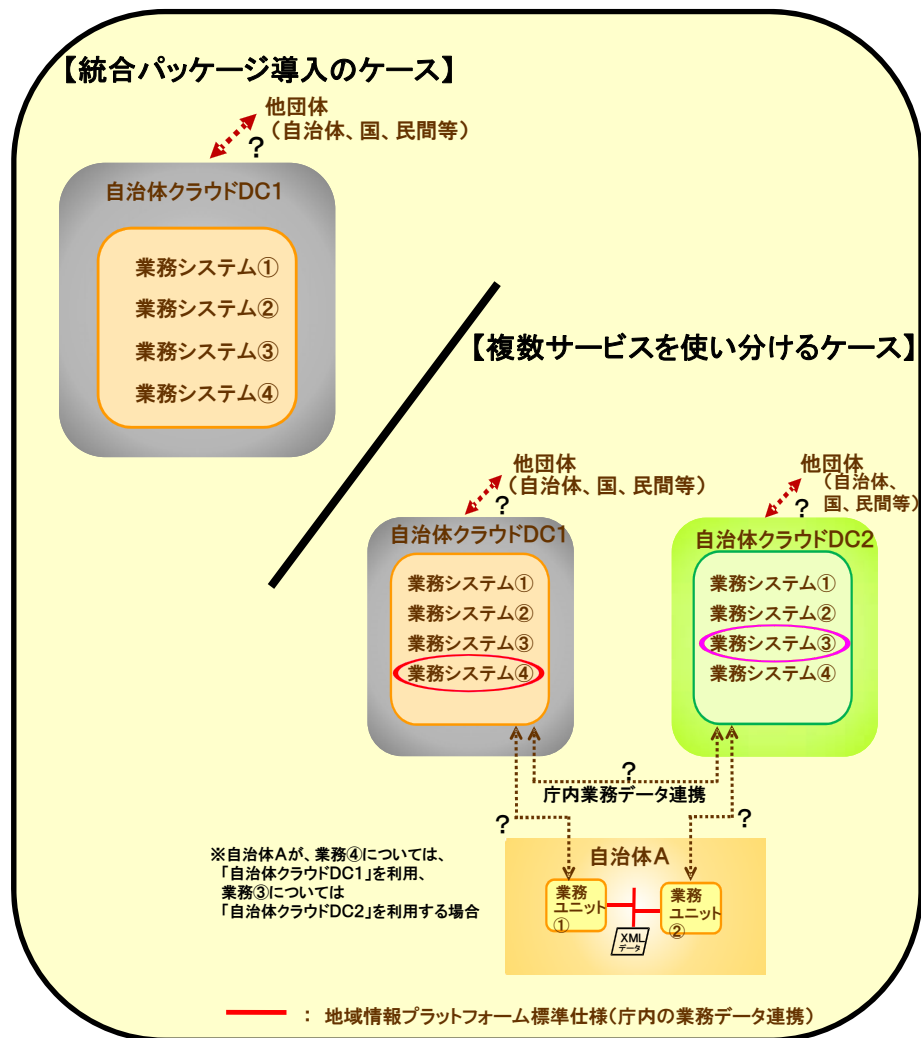 【統合パッケージ導入のケース】
他団体
（自治体、国、民間等）
？
自治体クラウドDC1
業務システム①
業務システム②
業務システム③
業務システム④
【複数サービスを使い分けるケース】
他団体
（自治体、国、民間等）
？
自治体クラウドDC1
業務システム①
業務システム②
業務システム③
業務システム④
他団体
（自治体、
国、民間等）
？
自治体クラウドDC2
業務システム①
業務システム②
業務システム③
業務システム④
？
庁内業務データ連携
？
？
※自治体Aが、業務④については、
「自治体クラウドDC1」を利用、
業務③については
「自治体クラウドDC2」を利用する場合
自治体A
業務
ユニット
①
業務
ユニット
②
XML
データ
： 地域情報プラットフォーム標準仕様（庁内の業務データ連携）